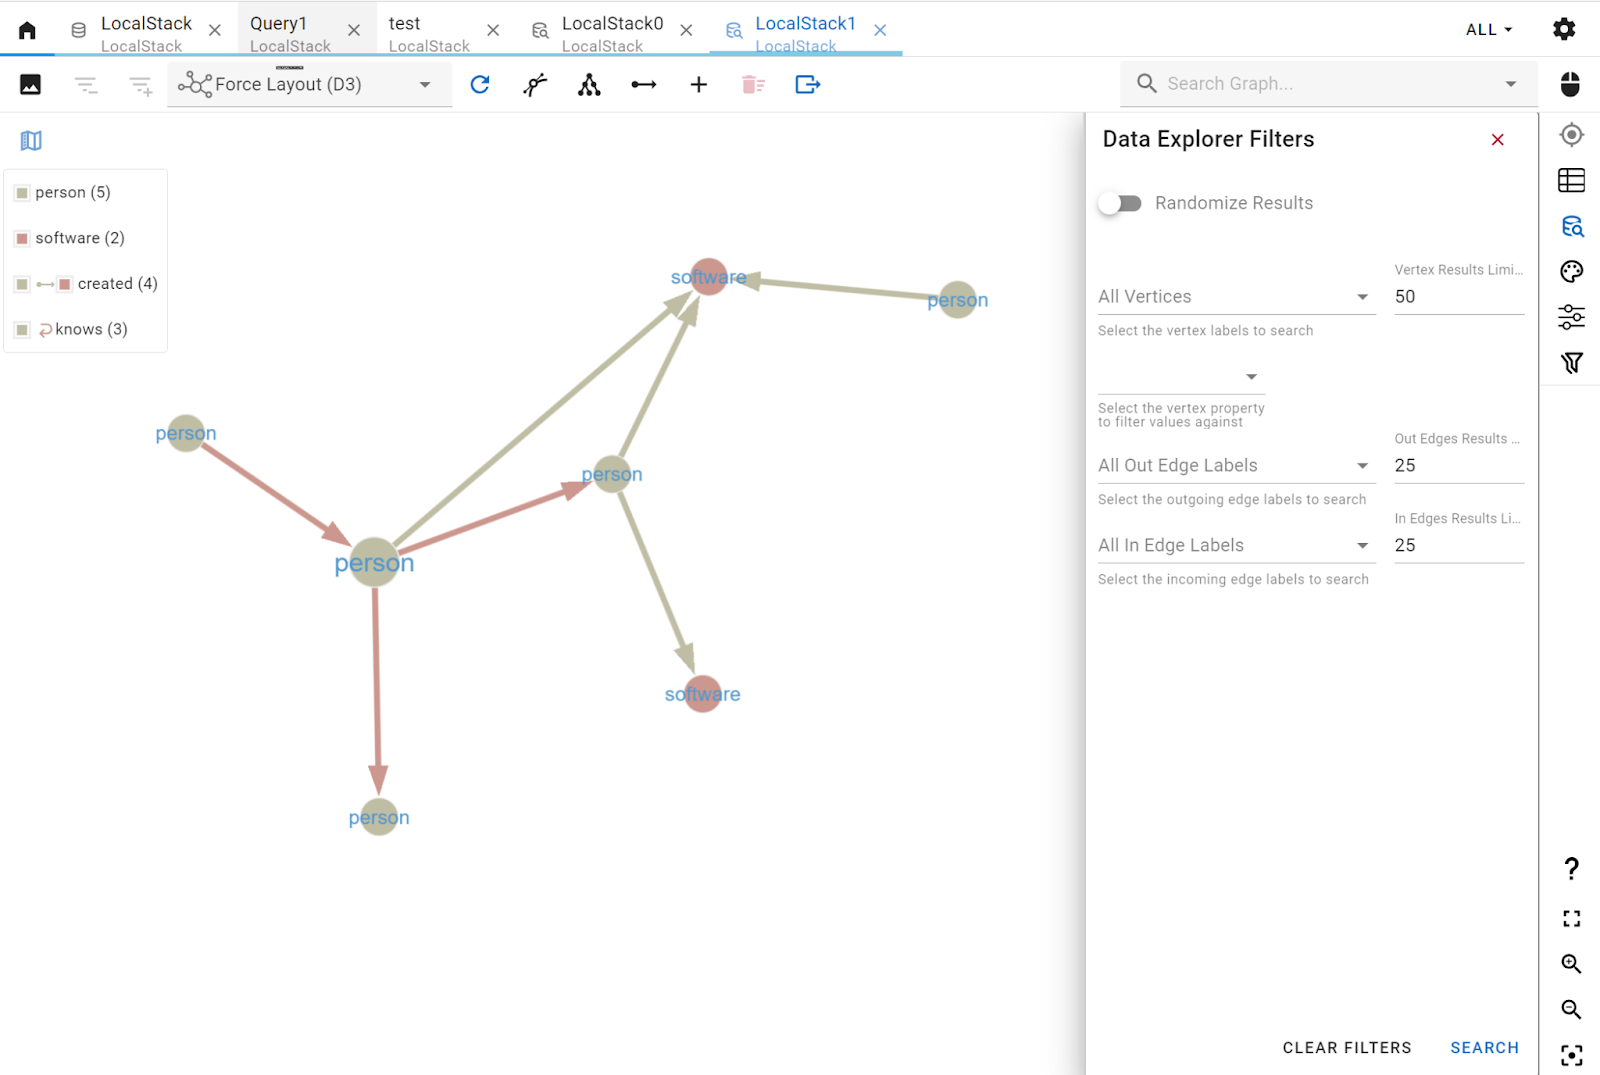 LocalStack
LocalStack
Query1
LocalStack
test
LocalStack
LocalStack0
LocalStack
LocalStack1
LocalStack
ALL
Force Layout (D3)
Search Graph...
person (5)
software (2)
created (4)
knows (3)
software
person
person
person
person
software
person
Data Explorer Filters
Randomize Results
All Vertices
Select the vertex labels to search
Vertex Results Limi...
50
Select the vertex property
to filter values against
All Out Edge Labels
Select the outgoing edge labels to search
Out Edges Results ...
25
All In Edge Labels
Select the incoming edge labels to search
In Edges Results Li...
25
CLEAR FILTERS
SEARCH
?